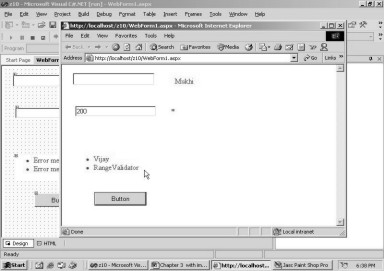 z10 - Microsoft Visual C#.NET [run] - WebForm1.aspx
http://localhost/z10/WebForm1.aspx - Microsoft Internet Explorer
File Edit View Project Build Debug Format Table Insert Frames Tools Window Help
File Edit View Favorites Tools Help
Back
Search Favorites Media
Program
Address http://localhost/z10/WebForm1.aspx
Go Links »
Start Page WebForm
Mukhi
200
*
Vijay
RangeValidator
Error me
Error me
Bu
Button
Done
Local intranet
Design HTML
Ready
Start
z10 - Microsoft Vis...
Chapter 3 with im...
http://localhost...
Jasc Paint Shop Pro
6:38 PM